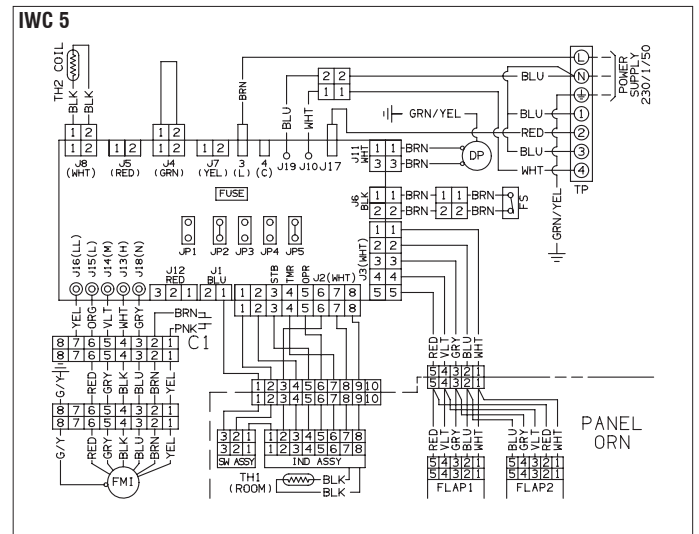 IWC 5
TH2 COIL
BLK
BLK
1 2
1 2
J8
(WHT)
1 2
J5
(RED)
1 2
J4
(GRN)
1 2
J7
(YEL)
BRN
3
(L)
4
(C)
BLU
J19
WHT
J10
J17
2 2
1 1
GRN/YEL
BLU
BLU
RED
BLU
WHT
L
N
1
2
3
4
TP
POWER
SUPPLY
230/1/50
GRN/YEL
J11
WHT
1 1 BRN
3 3 BRN
DP
J6
BLK
1 1 BRN 1 1 BRN
2 2 BRN 2 2 BRN
FS
FUSE
JP1
JP2
JP3
JP4
JP5
J3(WHT)
1 1
2 2
3 3
4 4
5 5
J16(LL)
J15(L)
J14(M)
J13(H)
J18(N)
J12
RED
3 2 1
J1
BLU
2 1
STB
TMR
OPR
J2(WHT)
1 2 3 4 5 6 7 8
1 2 3 4 5 6 7 8
YEL
ORG
VLT
WHT
GRY
BRN
PNK
C1
8 7 6 5 4 3 2 1
8 7 6 5 4 3 2 1
G/Y
RED
GRY
BLK
BLU
BRN
YEL
8 7 6 5 4 3 2 1
8 7 6 5 4 3 2 1
G/Y
RED
GRY
BLK
BLU
BRN
YEL
FMI
1 2 3 4 5 6 7 8 9 10
1 2 3 4 5 6 7 8 9 10
3 2 1
3 2 1
SW ASSY
1 2 3 4 5 6 7 8
1 2 3 4 5 6 7 8
IND ASSY
TH1
(ROOM)
BLK
BLK
RED
VLT
GRY
BLU
WHT
5 4 3 2 1
5 4 3 2 1
RED
VLT
GRY
BLU
WHT
BLU
GRY
VLT
RED
WHT
5 4 3 2 1
5 4 3 2 1
FLAP1
5 4 3 2 1
5 4 3 2 1
FLAP2
PANEL
ORN